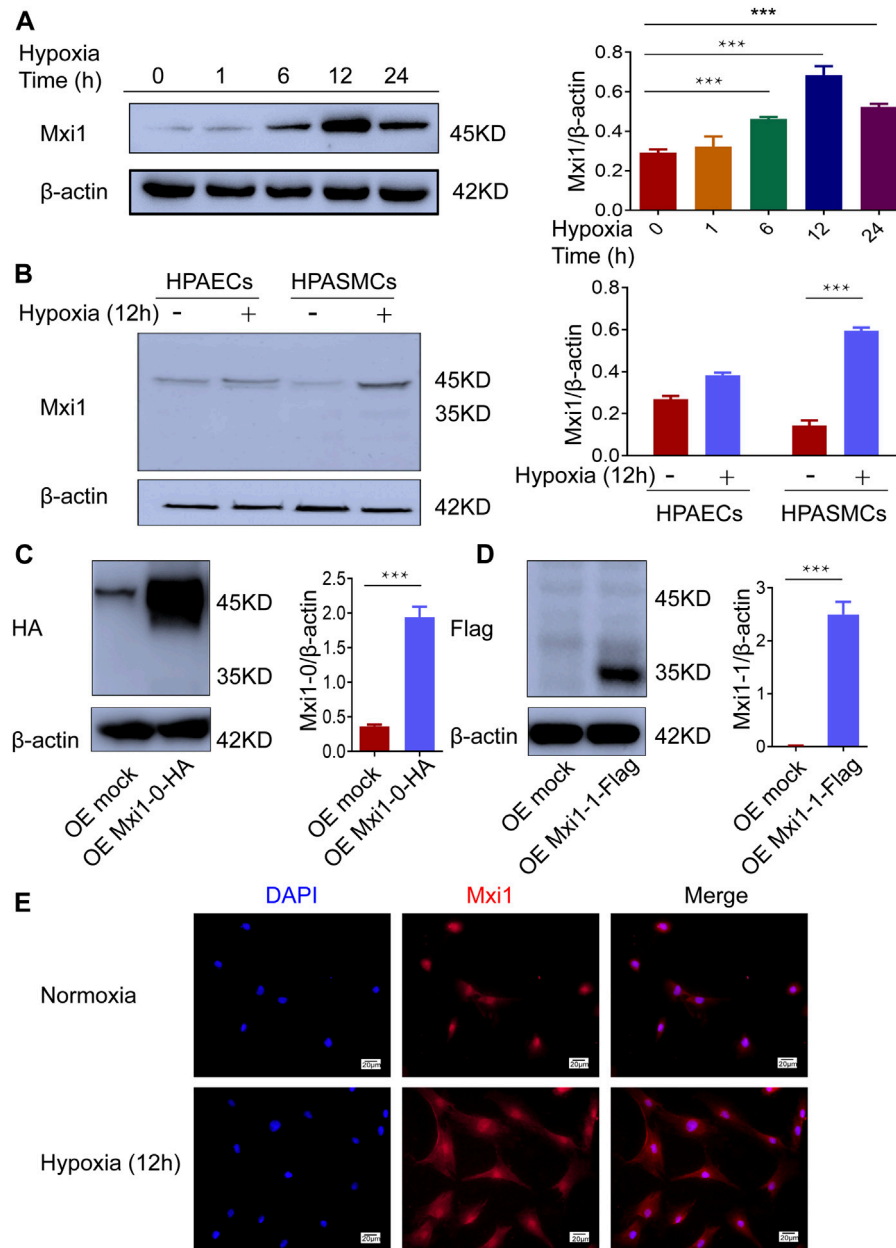 A
Hypoxia
Time (h)
0 1 6 12 24
Mxi1
45KD
β-actin
42KD
***
***
***
Mxi1/β-actin
0.8
0.6
0.4
0.2
0.0
Hypoxia
Time (h)
0 1 6 12 24
B
HPAECs HPASMCs
Hypoxia (12h) - + - +
Mxi1
45KD
35KD
β-actin
42KD
***
Mxi1/β-actin
0.8
0.6
0.4
0.2
0.0
Hypoxia (12h) - + - +
HPAECs HPASMCs
C
HA
45KD
35KD
β-actin
42KD
OE mock
OE Mxi1-0-HA
***
Mxi1-0/β-actin
2.5
2.0
1.5
1.0
0.5
0.0
OE mock
OE Mxi1-0-HA
D
Flag
45KD
35KD
β-actin
42KD
OE mock
OE Mxi1-1-Flag
***
Mxi1-1/β-actin
3
2
1
0
OE mock
OE Mxi1-1-Flag
E
DAPI Mxi1 Merge
Normoxia
20μm 20μm 20μm
Hypoxia (12h)
20μm 20μm 20μm